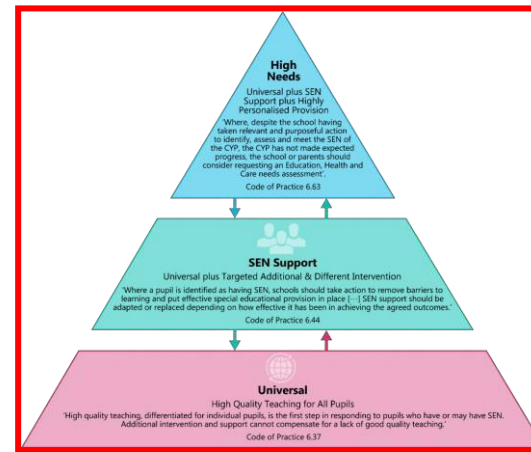 High
Needs
Universal plus SEN
Support plus Highly
Personalised Provision
'Where, despite the school having
taken relevant and purposeful action
to identify, assess and meet the SEN of
the CYP, the CYP has not made expected
progress, the school or parents should
consider requesting an Education, Health and
Care needs assessment'.
Code of Practice 6.63
SEN Support
Universal plus Targeted Additional & Different Intervention
'Where a pupil is identified as having SEN, schools should take action to remove barriers to
learning and put effective special educational provision in place [···] SEN support should be
adapted or replaced depending on how effective it has been in achieving the agreed outcomes.'
Code of Practice 6.44
Universal
High Quality Teaching for All Pupils
'High quality teaching, differentiated for individual pupils, is the first step in responding to pupils who have or may have SEN.
Additional intervention and support cannot compensate for a lack of good quality teaching.'
Code of Practice 6.37